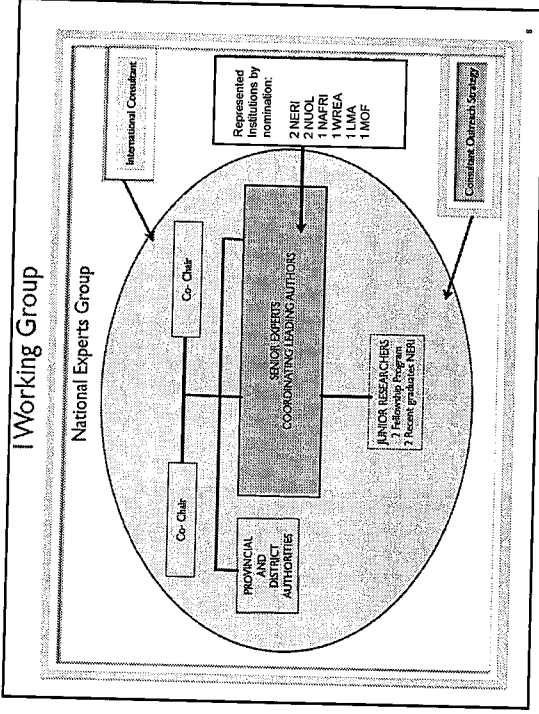 Working Group
National Experts Group
International Consultant
Co- Chair
Co- Chair
Represented
Institutions by
nomination:
2 NERI
2 NUOL
1 NAFRI
1 WREA
1 LMA
1 MOF
PROVINCIAL
AND
DISTRICT
AUTHORITIES
SENIOR EXPERTS
COORDINATING LEADING AUTHORS
JUNIOR RESEARCHERS
2 Fellowship Program
2 Recent graduates NERI
Consultant Outreach Strategy